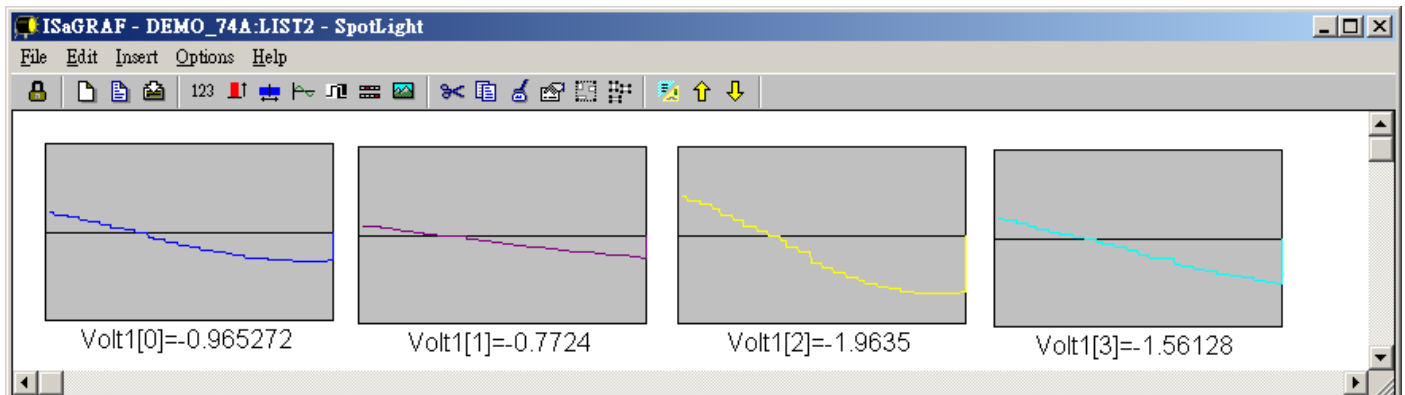 ISaGRAF - DEMO_74A:LIST2 - SpotLight
File Edit Insert Options Help
123
Volt1[0]=-0.965272
Volt1[1]=-0.7724
Volt1[2]=-1.9635
Volt1[3]=-1.56128